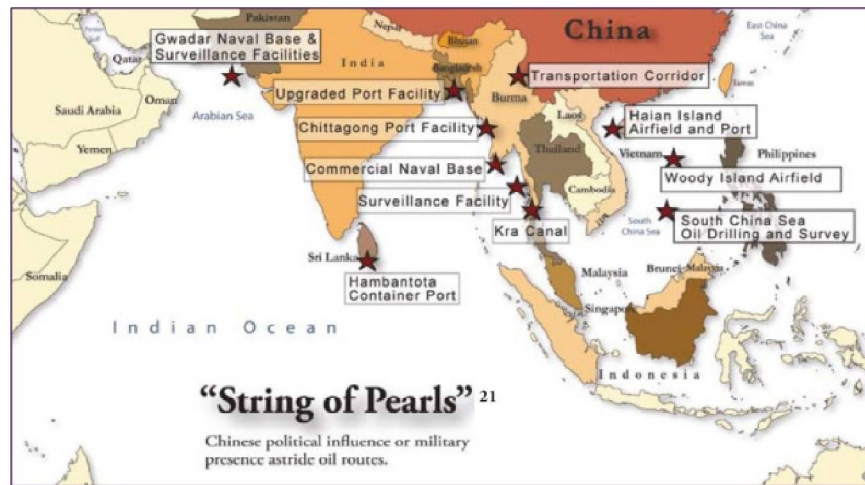 Pakistan
Nepal
Bhutan
China
East China
Sea
Gwadar Naval Base &
Surveillance Facilities
Qatar
India
Bangladesh
Transportation Corridor
Saudi Arabia
Oman
Arabian Sea
Upgraded Port Facility
Burma
Laos
Haian Island
Airfield and Port
Chittagong Port Facility
Yemen
Thailand
Vietnam
Philippines
Commercial Naval Base
Woody Island Airfield
Cambodia
Surveillance Facility
South
China Sea
South China Sea
Oil Drilling and Survey
Kra Canal
Sri Lanka
Somalia
Hambantota
Container Port
Malaysia
Brunei-Malaysia
Singapore
Indian Ocean
Indonesia
"String of Pearls" 21
Chinese political influence or military
presence astride oil routes.